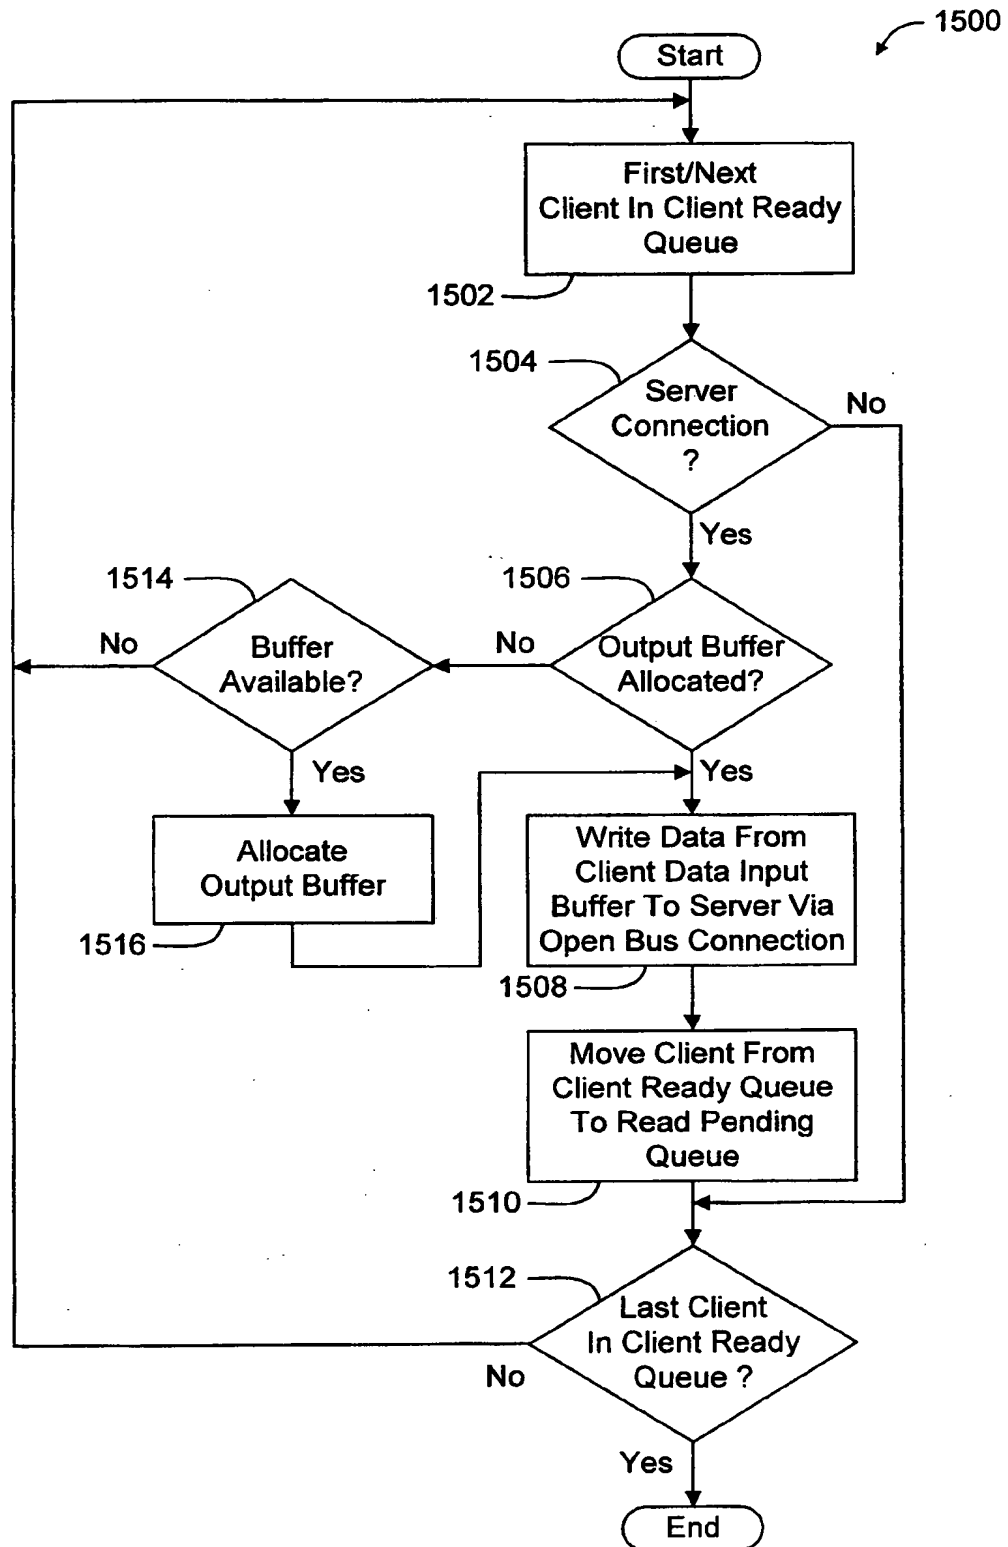 1500
Start
First/Next
Client In Client Ready
Queue
1502
1504
Server
Connection
?
No
Yes
1514
1506
No
Buffer
Available?
No
Output Buffer
Allocated?
Yes
Yes
Allocate
Output Buffer
1516
Write Data From
Client Data Input
Buffer To Server Via
Open Bus Connection
1508
Move Client From
Client Ready Queue
To Read Pending
Queue
1510
1512
Last Client
In Client Ready
Queue ?
No
Yes
End